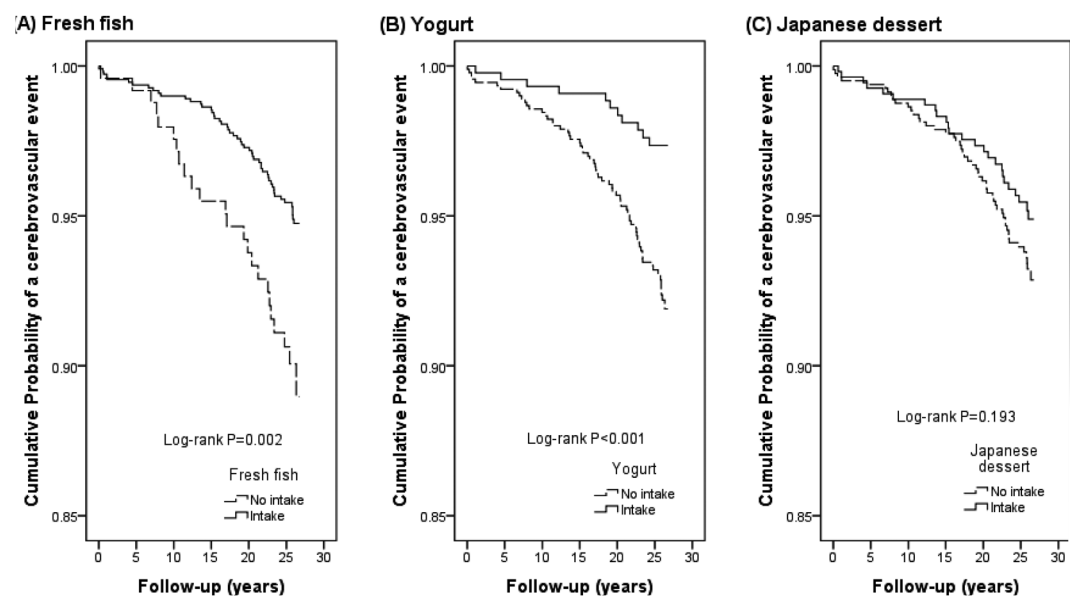 (A) Fresh fish
Cumulative Probability of a cerebrovascular event
1.00
0.95
0.90
0.85
Log-rank P=0.002
Fresh fish
No intake
Intake
0 5 10 15 20 25 30
Follow-up (years)
(B) Yogurt
Cumulative Probability of a cerebrovascular event
1.00
0.95
0.90
0.85
Log-rank P<0.001
Yogurt
No intake
Intake
0 5 10 15 20 25 30
Follow-up (years)
(C) Japanese dessert
Cumulative Probability of a cerebrovascular event
1.00
0.95
0.90
0.85
Log-rank P=0.193
Japanese
dessert
No intake
Intake
0 5 10 15 20 25 30
Follow-up (years)